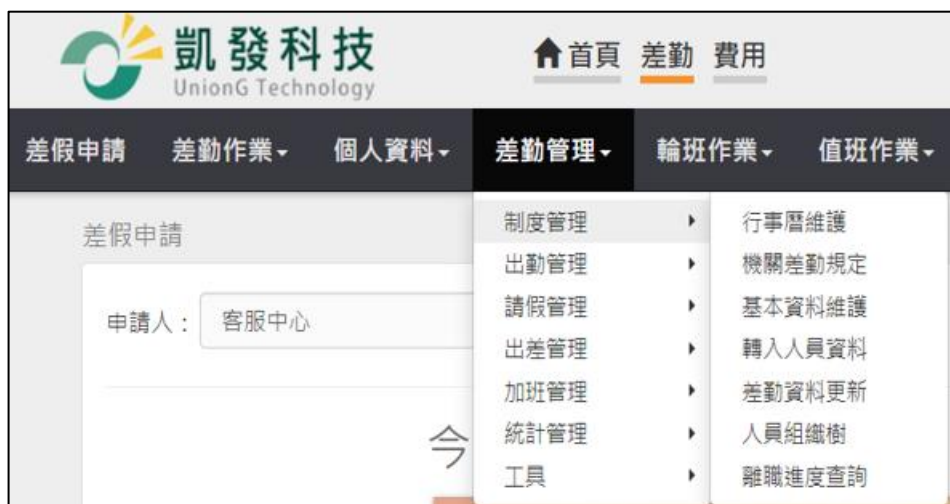 凱發科技
UnionG Technology
首頁 差勤 費用
差假申請 差勤作業 個人資料 差勤管理 輪班作業 值班作業
差假申請
申請人： 客服中心
今
制度管理
出勤管理
請假管理
出差管理
加班管理
統計管理
工具
行事曆維護
機關差勤規定
基本資料維護
轉入人員資料
差勤資料更新
人員組織樹
離職進度查詢